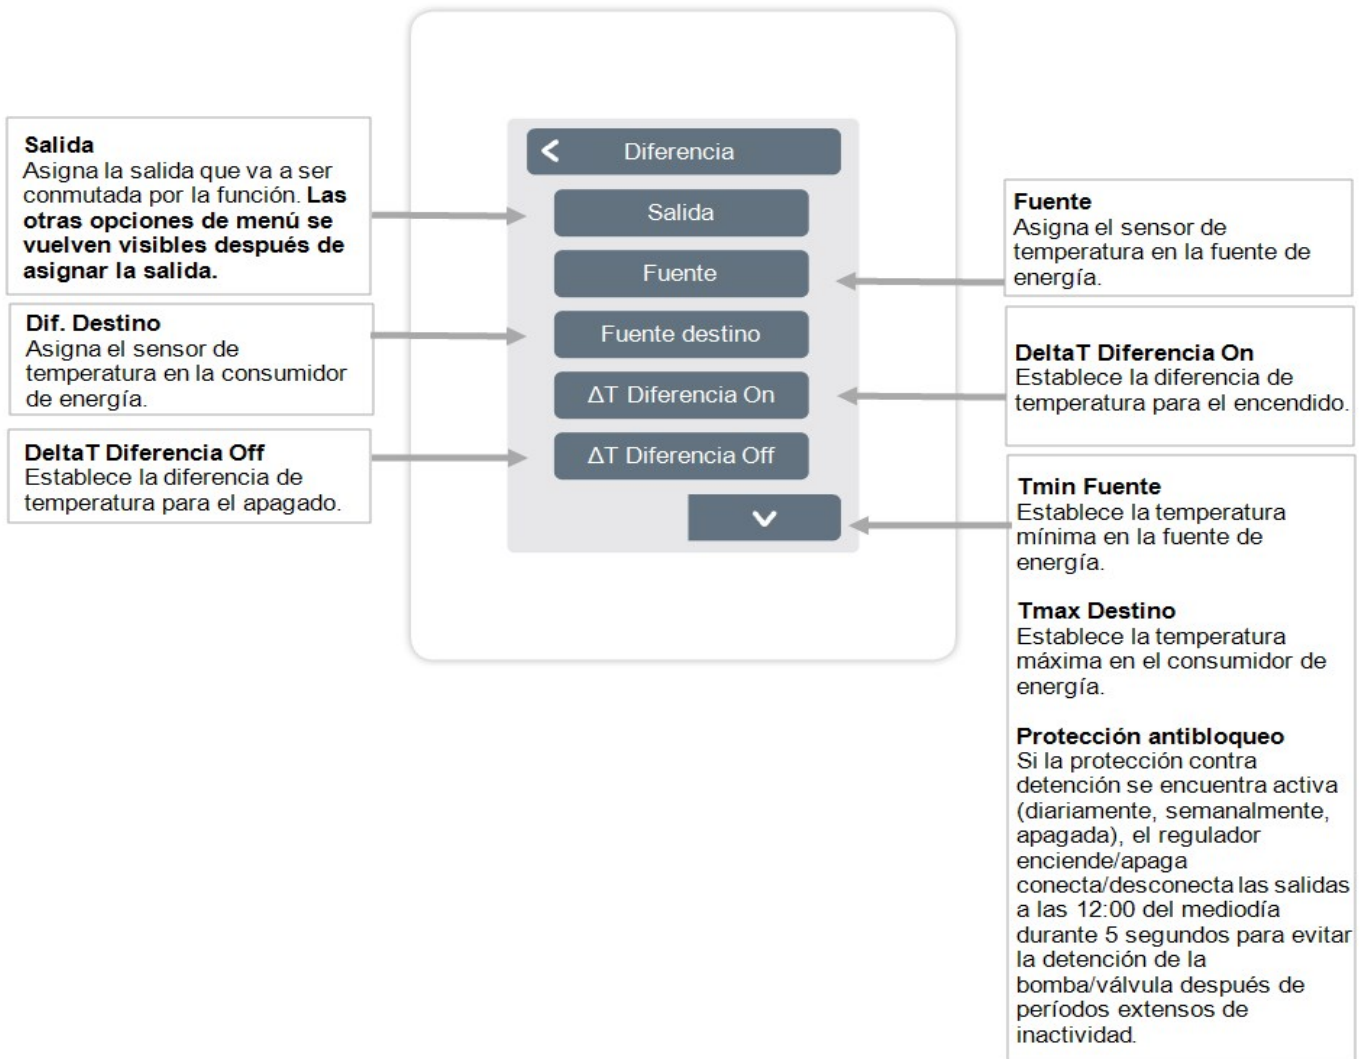 Salida
Asigna la salida que va a ser
conmutada por la función. Las
otras opciones de menú se
vuelven visibles después de
asignar la salida.
Dif. Destino
Asigna el sensor de
temperatura en la consumidor
de energía.
DeltaT Diferencia Off
Establece la diferencia de
temperatura para el apagado.
Diferencia
Salida
Fuente
Fuente destino
ΔT Diferencia On
ΔT Diferencia Off
Fuente
Asigna el sensor de
temperatura en la fuente de
energía.
DeltaT Diferencia On
Establece la diferencia de
temperatura para el encendido.
Tmin Fuente
Establece la temperatura
mínima en la fuente de
energía.
Tmax Destino
Establece la temperatura
máxima en el consumidor de
energía.
Protección antibloqueo
Si la protección contra
detención se encuentra activa
(diariamente, semanalmente,
apagada), el regulador
enciende/apaga
conecta/desconecta las salidas
a las 12:00 del mediodía
durante 5 segundos para evitar
la detención de la
bomba/válvula después de
períodos extensos de
inactividad.